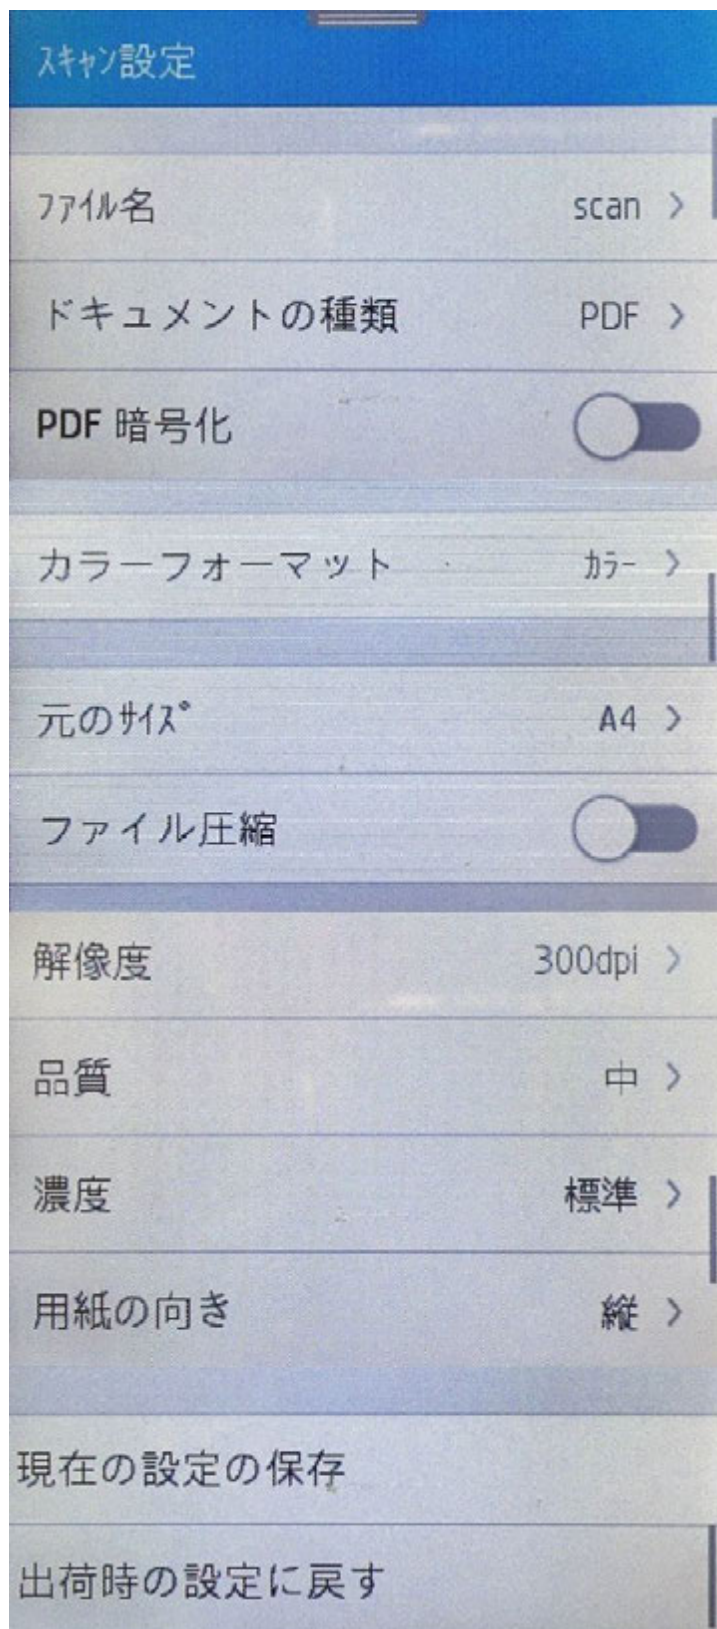 ｽｷｬﾝ設定
ﾌｧｲﾙ名 scan >
ドキュメントの種類 PDF >
PDF 暗号化
カラーフォーマット ｶﾗｰ >
元のｻｲｽﾞ A4 >
ファイル圧縮
解像度 300dpi >
品質 中 >
濃度 標準 >
用紙の向き 縦 >
現在の設定の保存
出荷時の設定に戻す